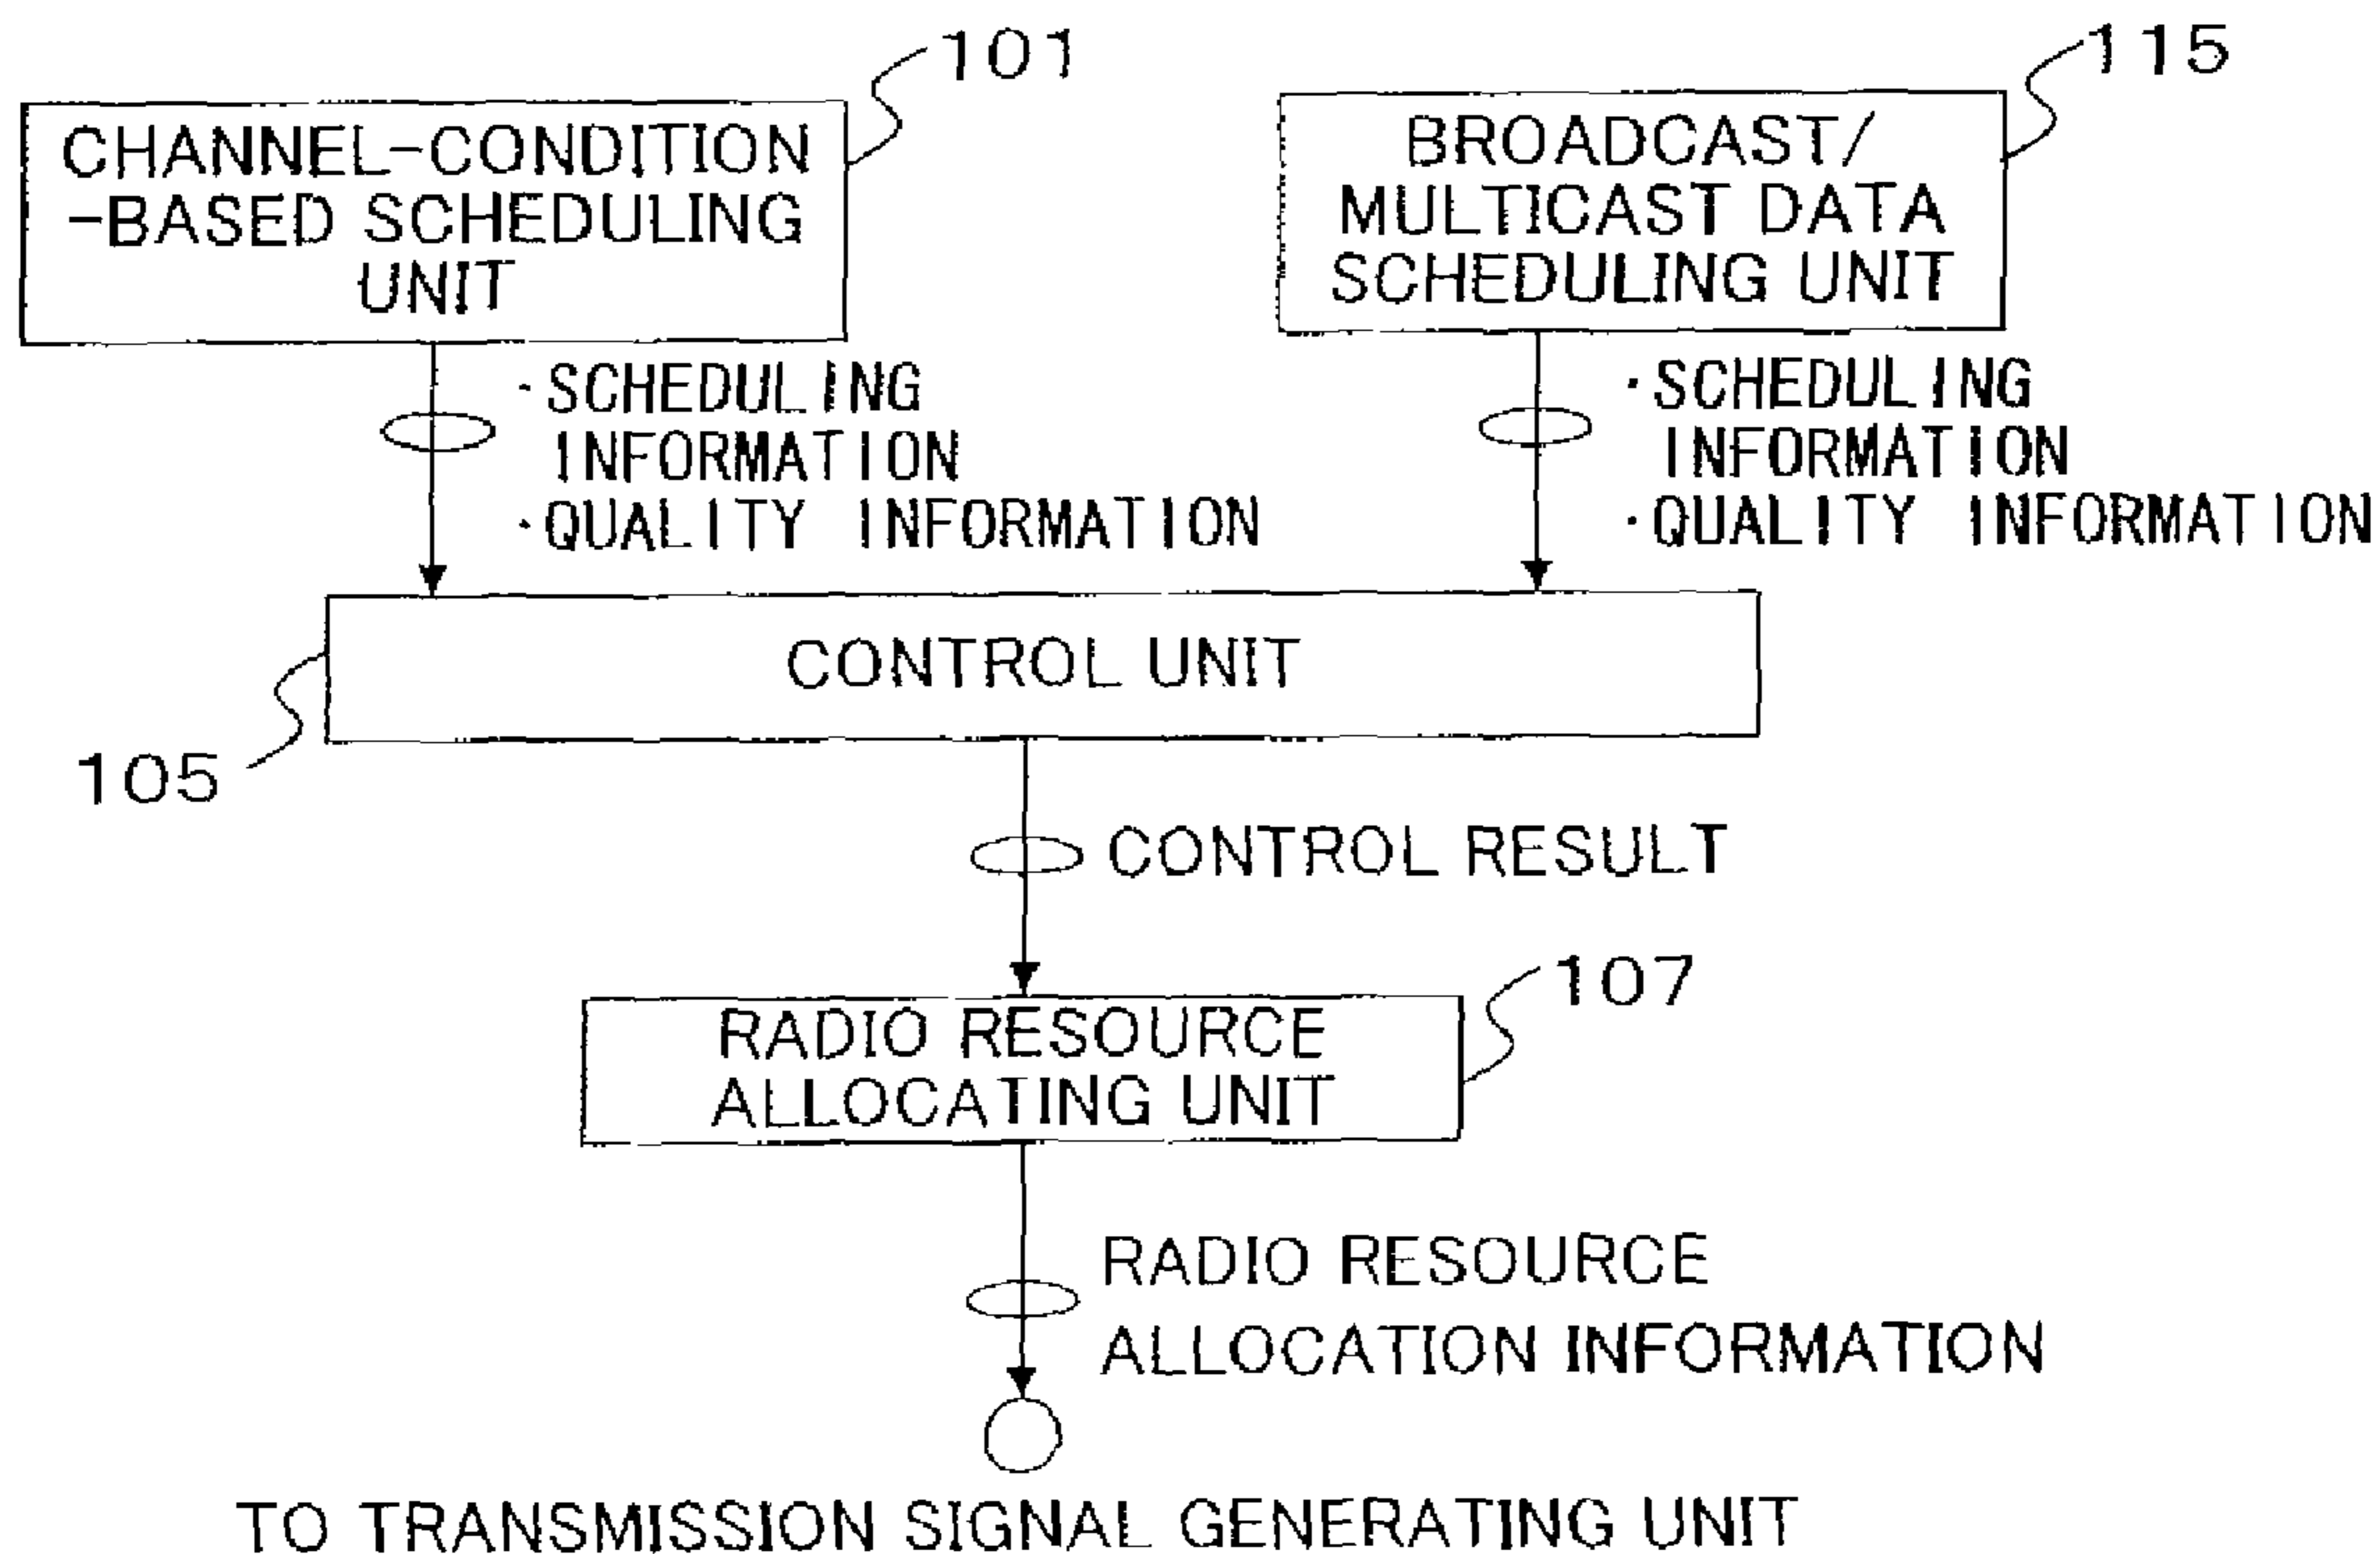 101
115
CHANNEL-CONDITION
-BASED SCHEDULING
UNIT
BROADCAST/
MULTICAST DATA
SCHEDULING UNIT
·SCHEDULING
INFORMATION
·QUALITY INFORMATION
·SCHEDULING
INFORMATION
·QUALITY INFORMATION
CONTROL UNIT
105
CONTROL RESULT
107
RADIO RESOURCE
ALLOCATING UNIT
RADIO RESOURCE
ALLOCATION INFORMATION
TO TRANSMISSION SIGNAL GENERATING UNIT